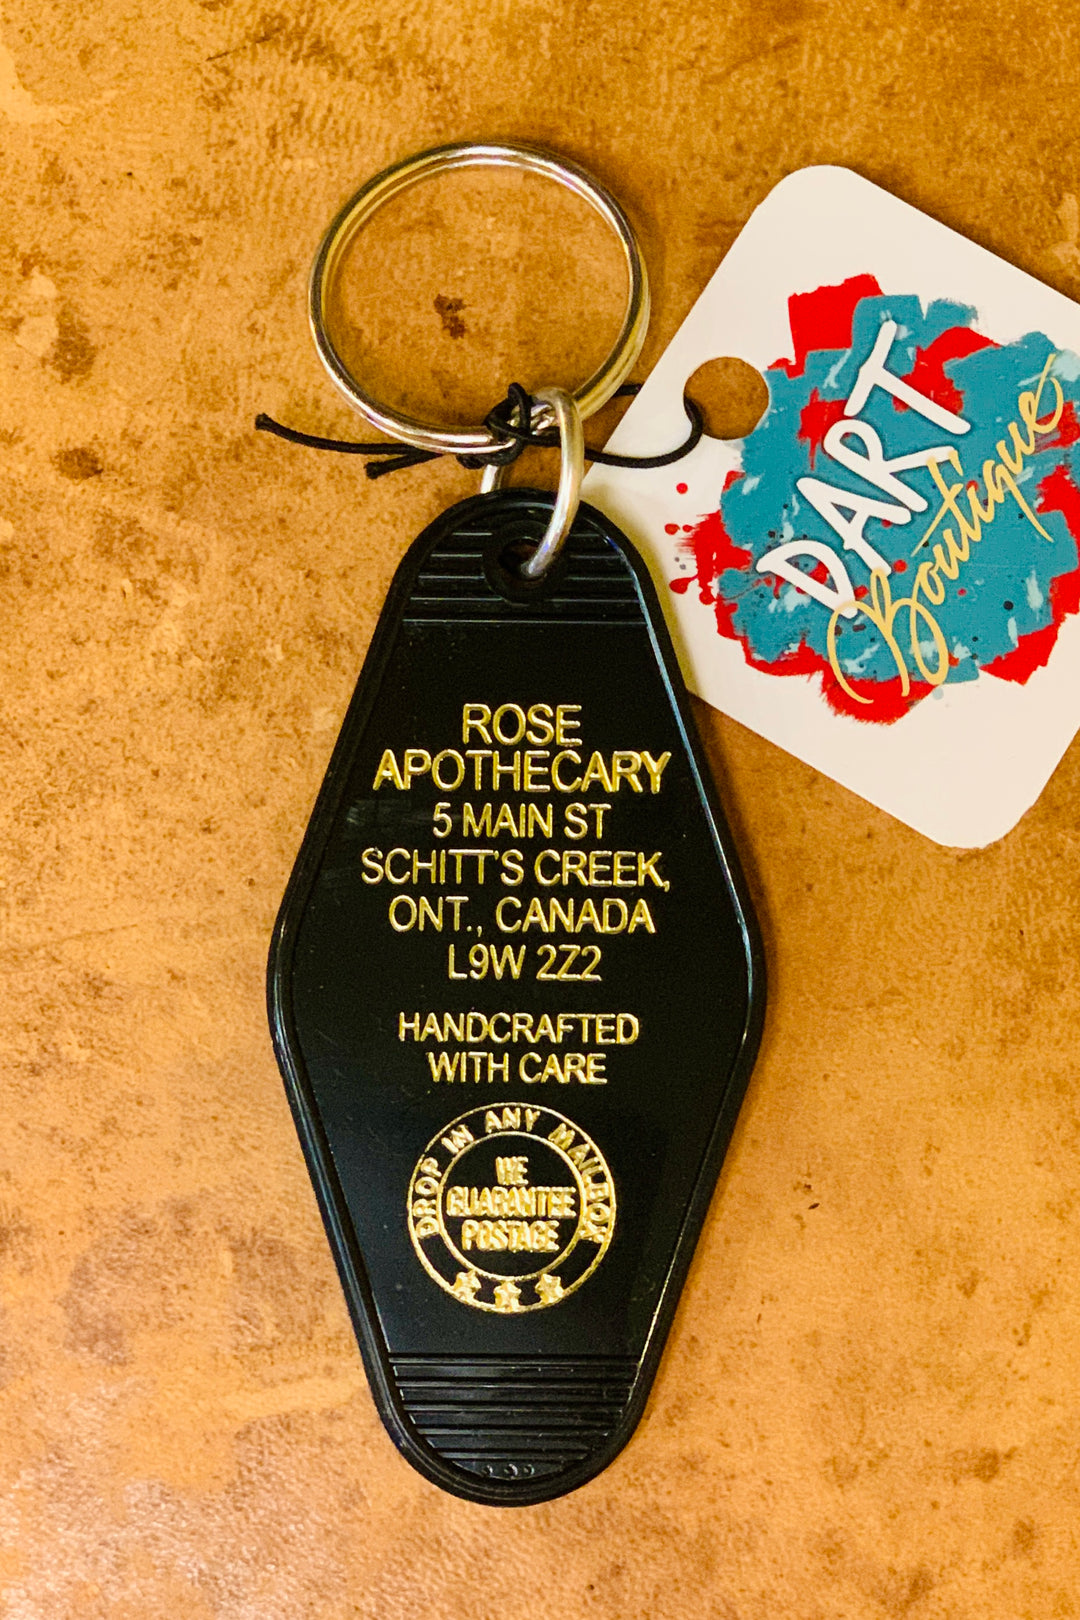 DART
Boutique
ROSE
APOTHECARY
5 MAIN ST
SCHITT'S CREEK,
ONT., CANADA
L9W 2Z2
HANDCRAFTED
WITH CARE
DROP IN ANY MAILBOX
WE
GUARANTEE
POSTAGE